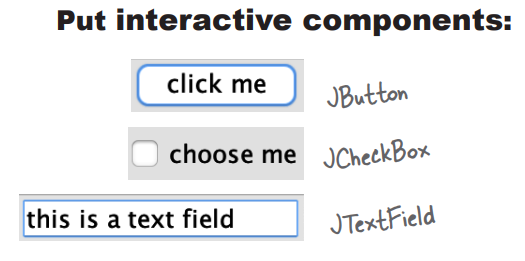 Put interactive components:
click me
JButton
choose me
JCheckBox
this is a text field
JTextField